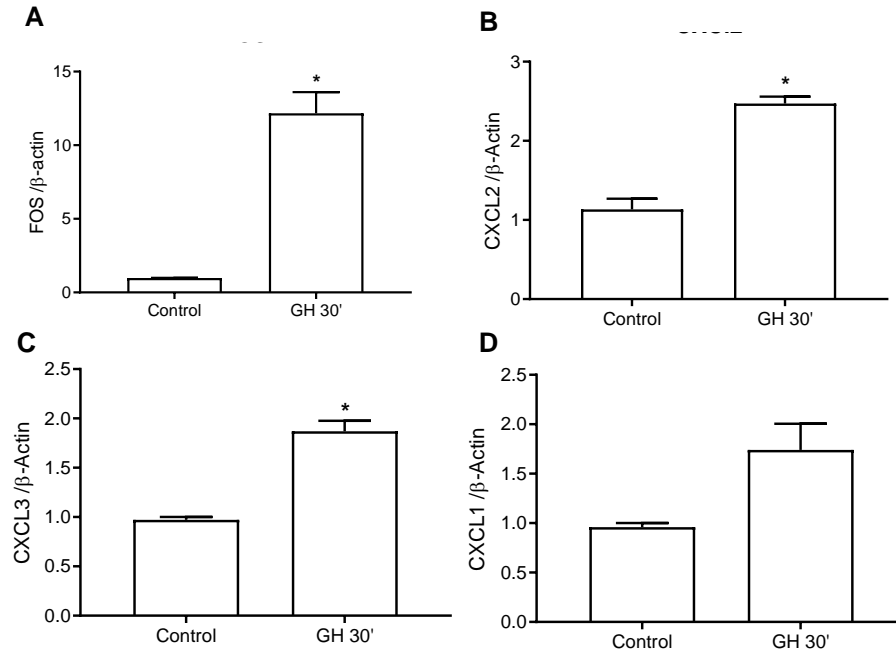 A
15
*
10
5
0
FOS /β-actin
Control GH 30'
B
3
*
2
1
0
CXCL2 /β-Actin
Control GH 30'
C
2.5
2.0
*
1.5
1.0
0.5
0.0
CXCL3 /β-Actin
Control GH 30'
D
2.5
2.0
1.5
1.0
0.5
0.0
CXCL1 /β-Actin
Control GH 30'